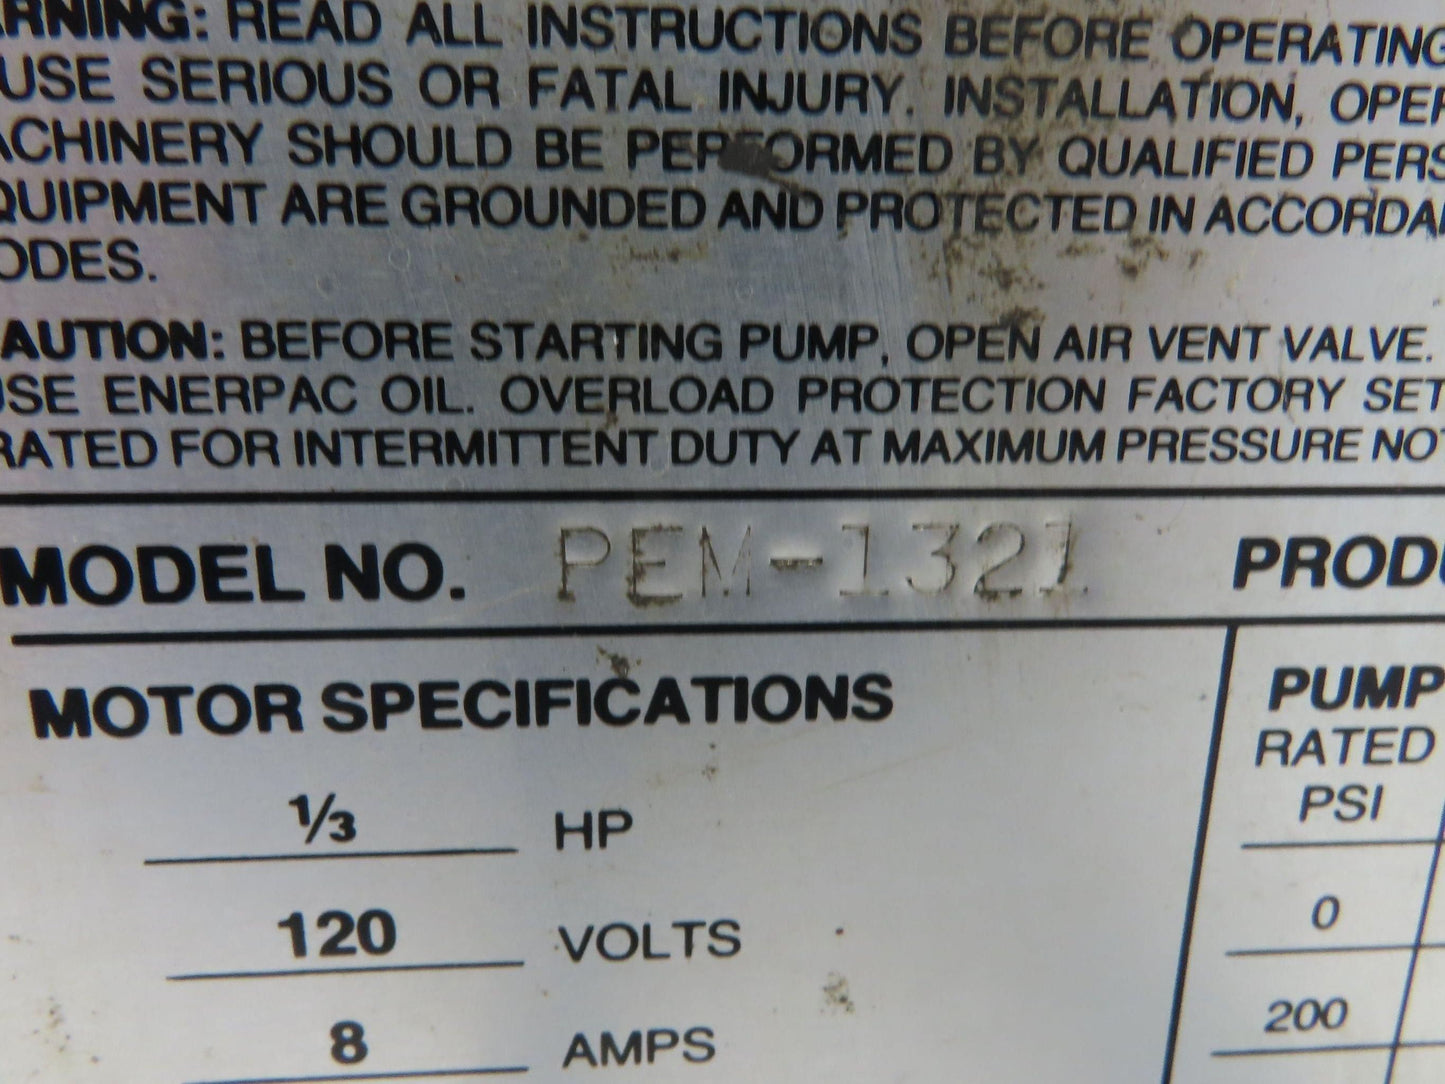 ARNING: READ ALL INSTRUCTIONS BEFORE OPERATING
USE SERIOUS OR FATAL INJURY. INSTALLATION, OPER
ACHINERY SHOULD BE PERFORMED BY QUALIFIED PERS
QUIPMENT ARE GROUNDED AND PROTECTED IN ACCORDA
ODES.
AUTION: BEFORE STARTING PUMP, OPEN AIR VENT VALVE.
USE ENERPAC OIL. OVERLOAD PROTECTION FACTORY SET
RATED FOR INTERMITTENT DUTY AT MAXIMUM PRESSURE NOT
MODEL NO. PEM-1321 PRODU
MOTOR SPECIFICATIONS
1/3 HP
120 VOLTS
8 AMPS
PUMP
RATED
PSI
0
200